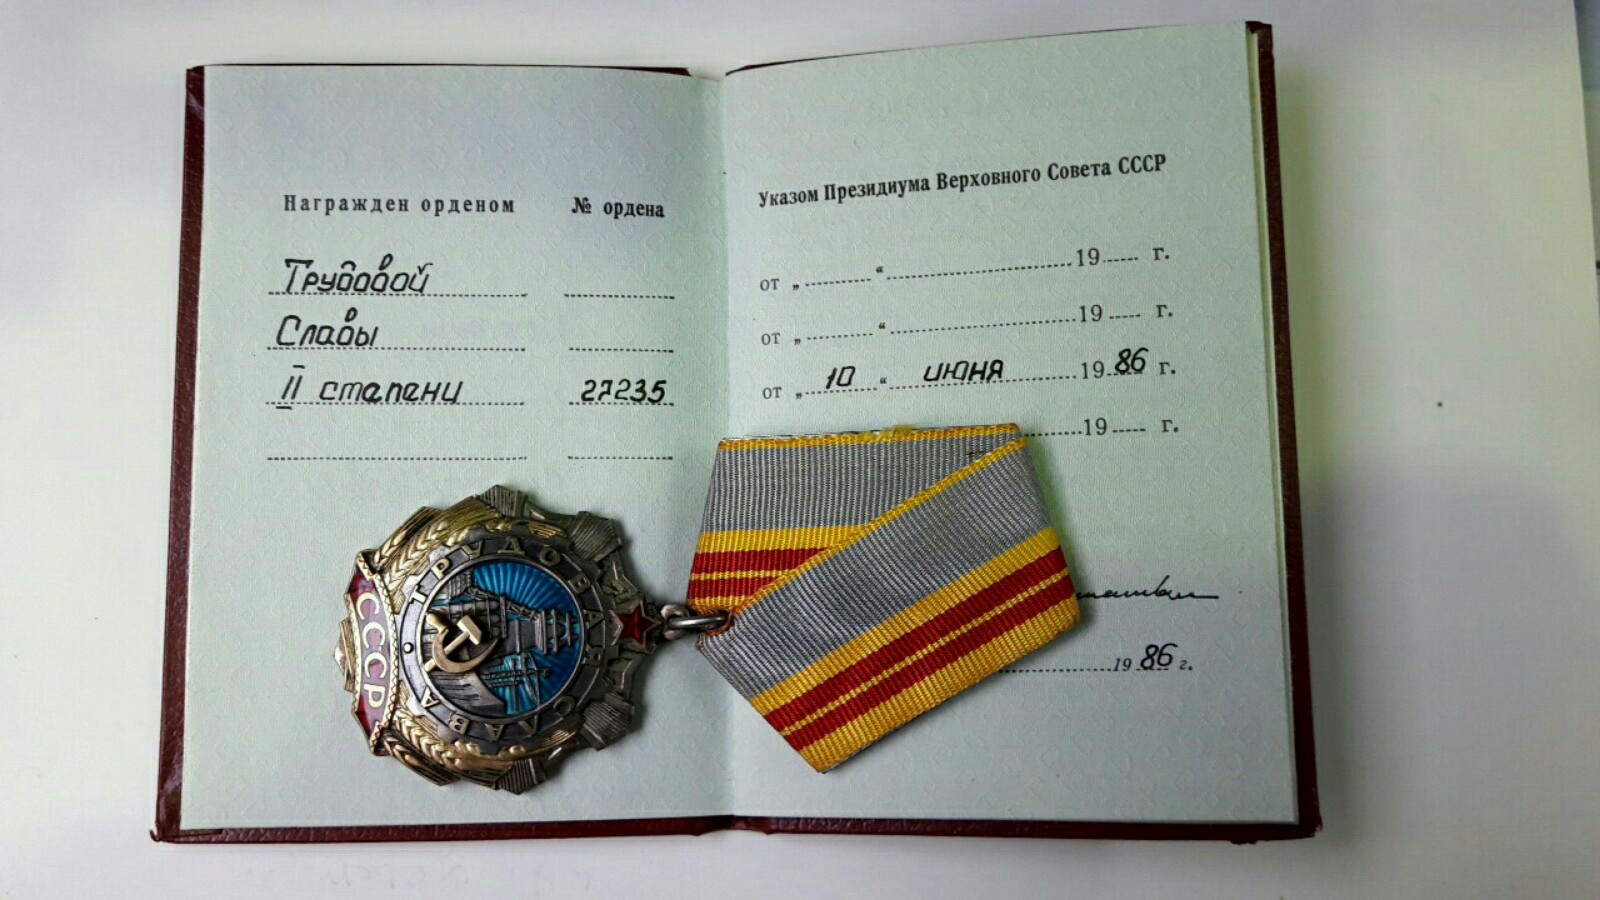 Награжден орденом № ордена
Трудовой
Славы
II степени 27235
Указом Президиума Верховного Совета СССР
от „ “ 19 г.
от „ “ 19 г.
от „ 10 “ июня 1986 г.
19 г.
1986 г.
ТРУДОВАЯ СЛАВА
СССР